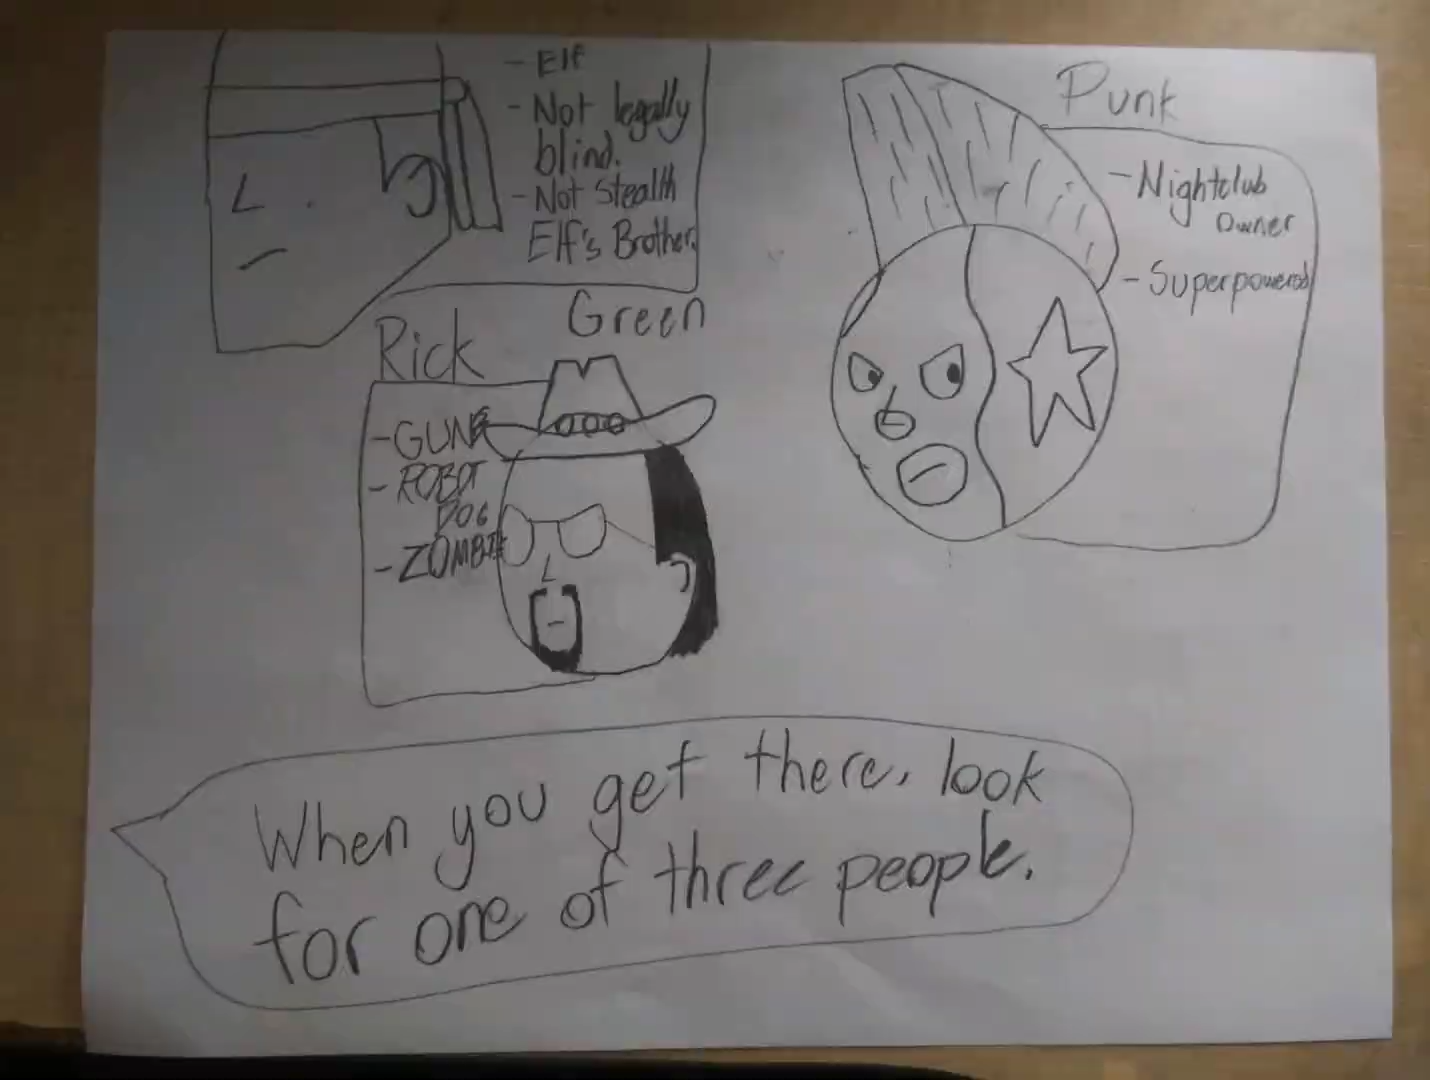 - Elf
- Not legally
blind.
- Not Stealth
Elf's Brother.
Green
Punk
- Nightclub
Owner
- Superpowered
Rick
- GUNS
- ROBOT
DOG
- ZOMBIE
When you get there, look
for one of three people.